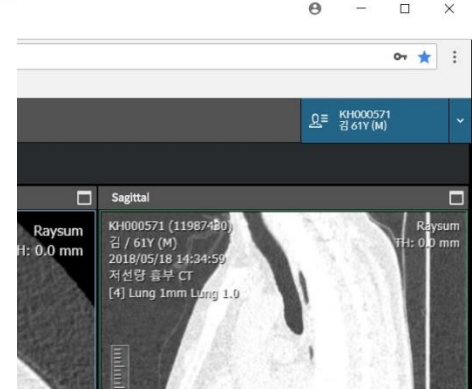 KH000571
김 61Y (M)
Sagittal
Raysum
H: 0.0 mm
KH000571 (11987430)
김 / 61Y (M)
2018/05/18 14:34:59
저선량 흉부 CT
[4] Lung 1mm Lung 1.0
Raysum
TH: 0.0 mm